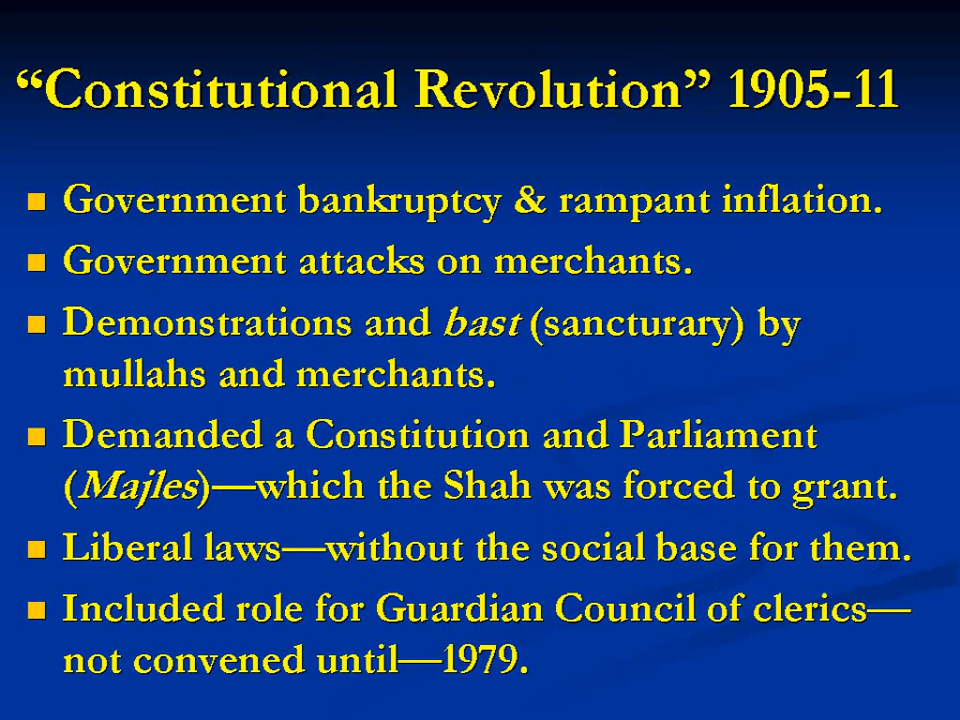 “Constitutional Revolution” 1905-11
Government bankruptcy & rampant inflation.
Government attacks on merchants.
Demonstrations and bast (sancturary) by
mullahs and merchants.
Demanded a Constitution and Parliament
(Majles)—which the Shah was forced to grant.
Liberal laws—without the social base for them.
Included role for Guardian Council of clerics—
not convened until—1979.